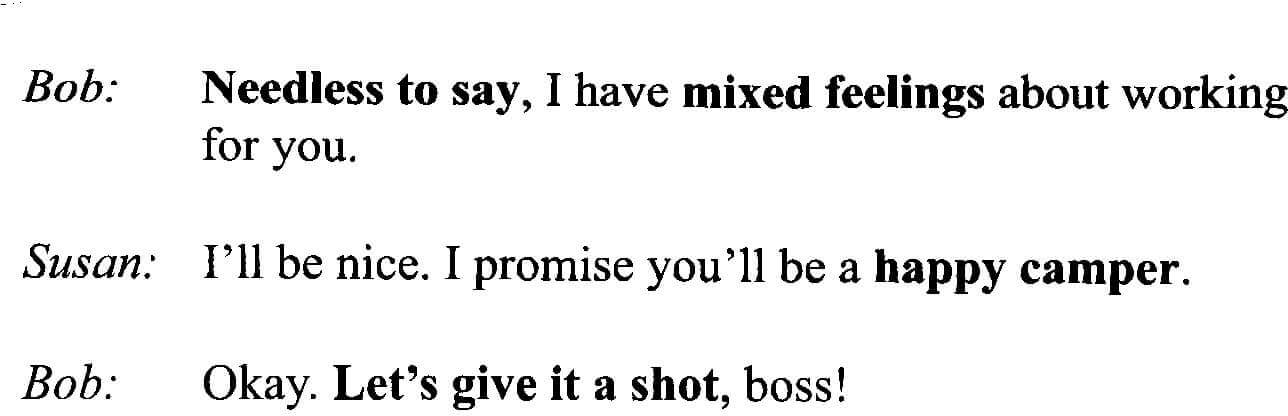 Bob: Needless to say, I have mixed feelings about working
for you.
Susan: I'll be nice. I promise you'll be a happy camper.
Bob: Okay. Let's give it a shot, boss!